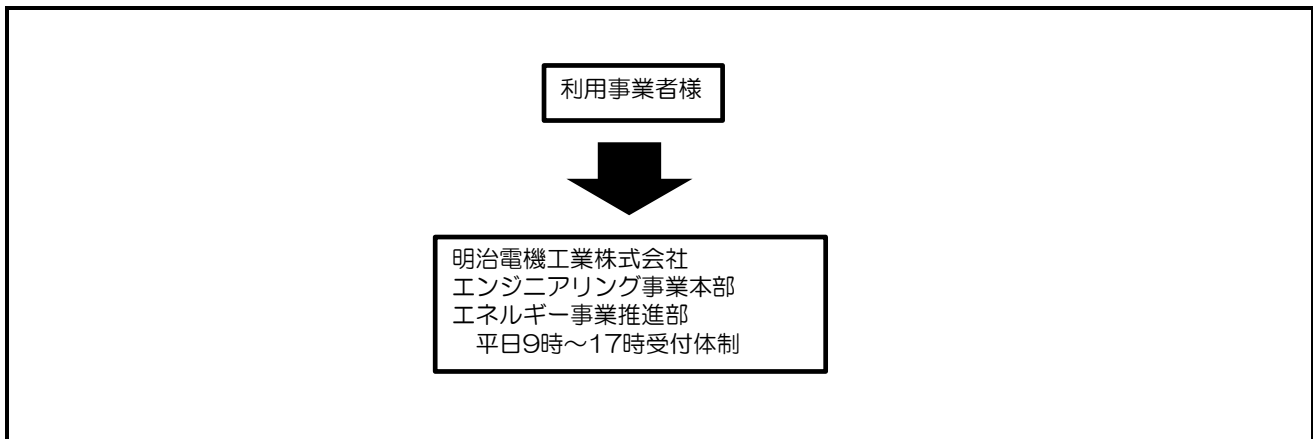 利用事業者様
明治電機工業株式会社
エンジニアリング事業本部
エネルギー事業推進部
平日9時～17時受付体制